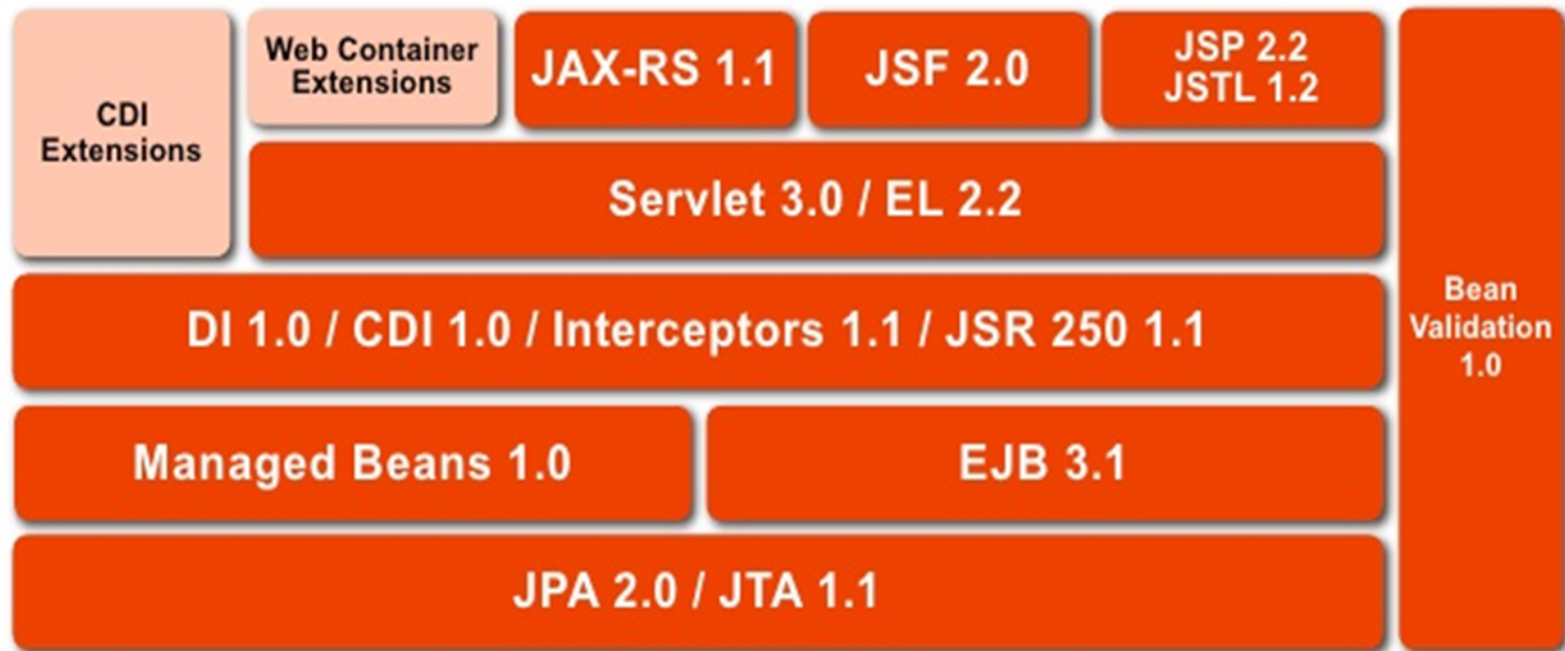 CDI
Extensions
Web Container
Extensions
JAX-RS 1.1
JSF 2.0
JSP 2.2
JSTL 1.2
Servlet 3.0 / EL 2.2
DI 1.0 / CDI 1.0 / Interceptors 1.1 / JSR 250 1.1
Managed Beans 1.0
EJB 3.1
JPA 2.0 / JTA 1.1
Bean
Validation
1.0